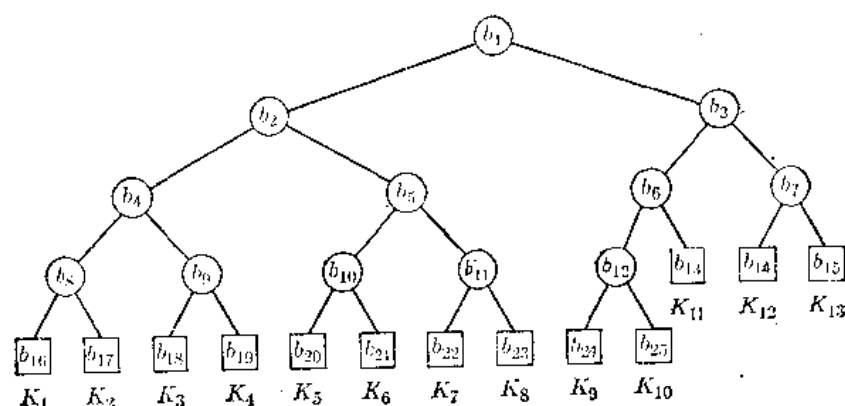 b₁
b₂ b₃
b₄ b₅ b₆ b₇
b₈ b₉ b₁₀ b₁₁ b₁₂ b₁₃ b₁₄ b₁₅
K₁₁ K₁₂ K₁₃
b₁₆ b₁₇ b₁₈ b₁₉ b₂₀ b₂₁ b₂₂ b₂₃ b₂₄ b₂₅
K₁ K₂ K₃ K₄ K₅ K₆ K₇ K₈ K₉ K₁₀